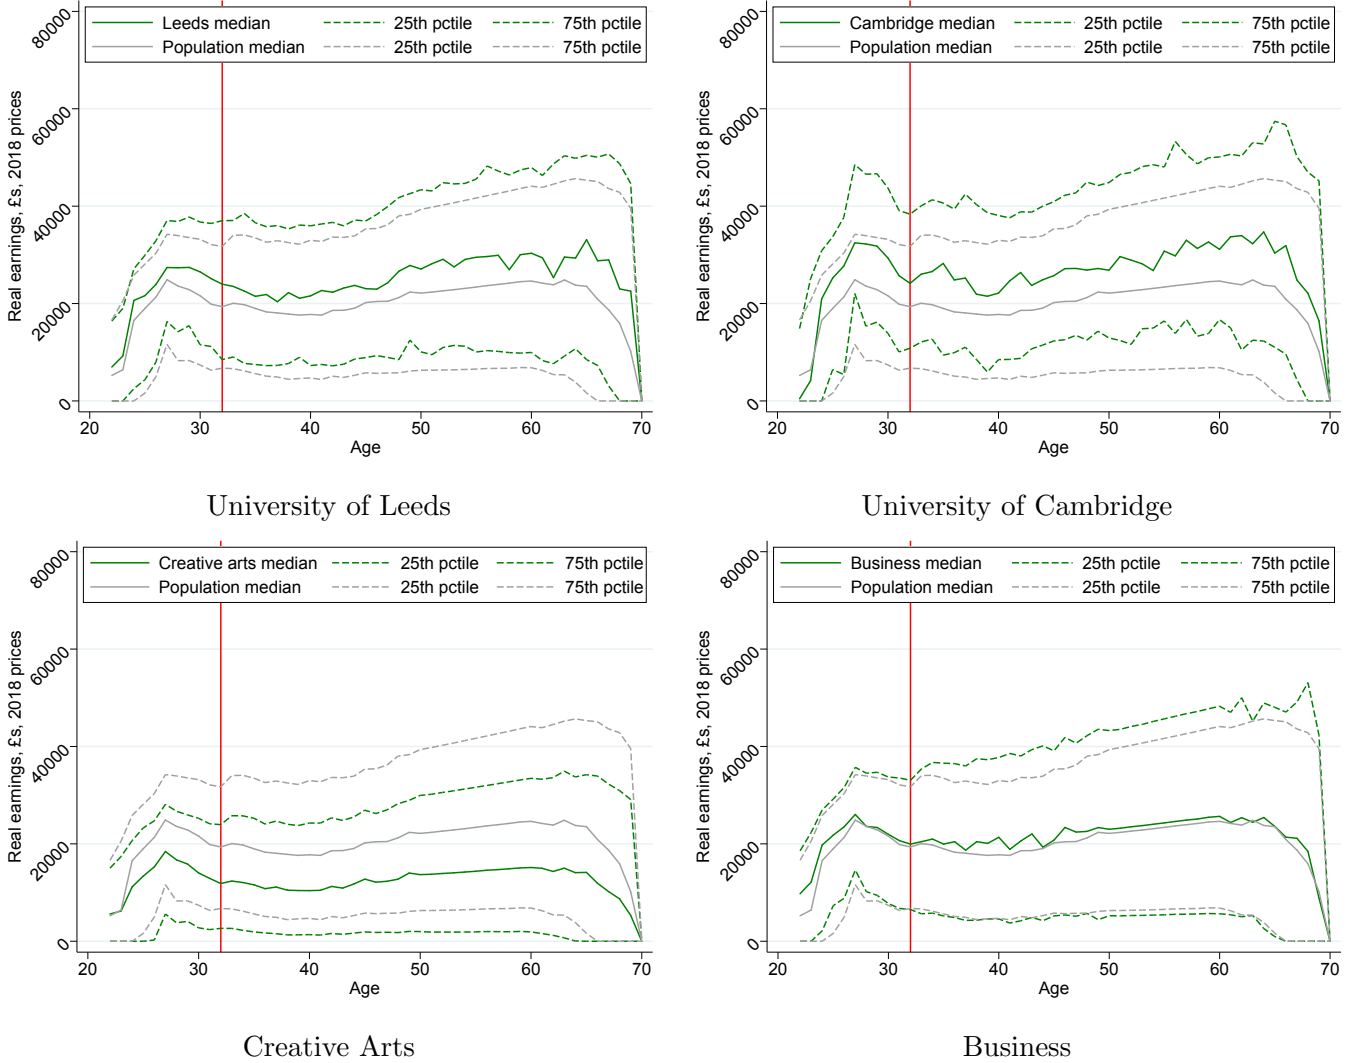 Leeds median 25th pctile 75th pctile
Population median 25th pctile 75th pctile
Real earnings, £s, 2018 prices
80000
60000
40000
20000
0
20 30 40 50 60 70
Age
University of Leeds
Cambridge median 25th pctile 75th pctile
Population median 25th pctile 75th pctile
Real earnings, £s, 2018 prices
80000
60000
40000
20000
0
20 30 40 50 60 70
Age
University of Cambridge
Creative arts median 25th pctile 75th pctile
Population median 25th pctile 75th pctile
Real earnings, £s, 2018 prices
80000
60000
40000
20000
0
20 30 40 50 60 70
Age
Creative Arts
Business median 25th pctile 75th pctile
Population median 25th pctile 75th pctile
Real earnings, £s, 2018 prices
80000
60000
40000
20000
0
20 30 40 50 60 70
Age
Business